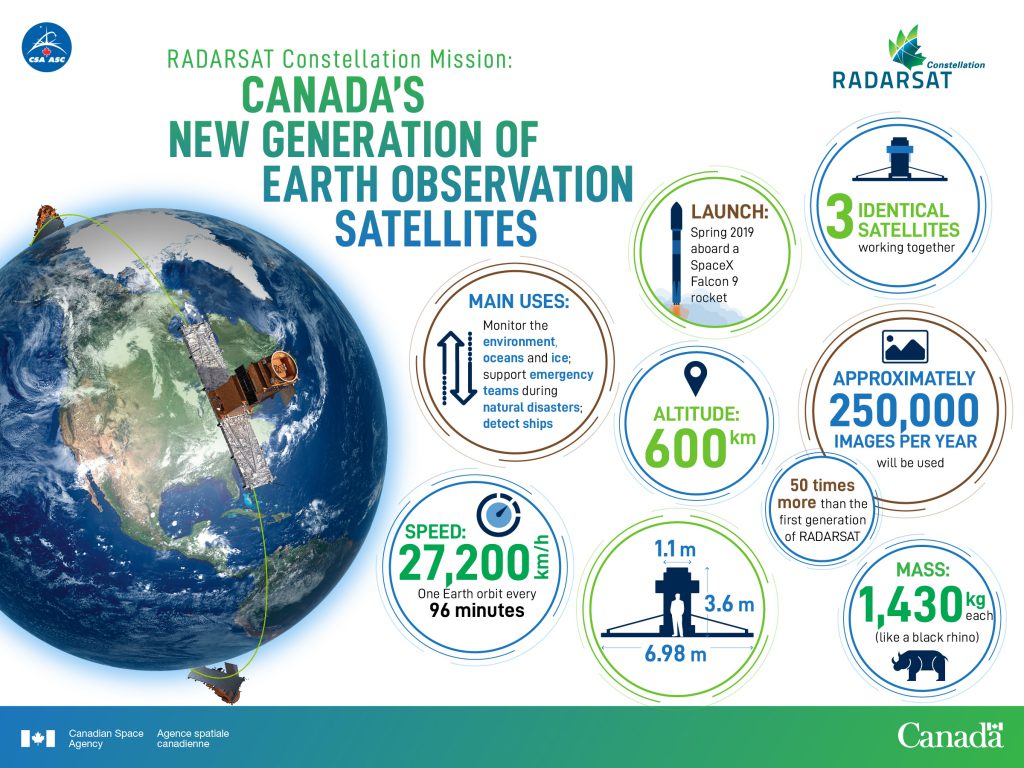 CSA ASC
RADARSAT Constellation Mission:
CANADA'S
NEW GENERATION OF
EARTH OBSERVATION
SATELLITES
Constellation
RADARSAT
3 IDENTICAL
SATELLITES
working together
LAUNCH:
Spring 2019
aboard a
SpaceX
Falcon 9
rocket
MAIN USES:
Monitor the
environment,
oceans and ice;
support emergency
teams during
natural disasters;
detect ships
ALTITUDE:
600 km
APPROXIMATELY
250,000
IMAGES PER YEAR
will be used
50 times
more than the
first generation
of RADARSAT
SPEED:
27,200 km/h
One Earth orbit every
96 minutes
1.1 m
3.6 m
6.98 m
MASS:
1,430 kg
each
(like a black rhino)
Canadian Space
Agency
Agence spatiale
canadienne
Canada